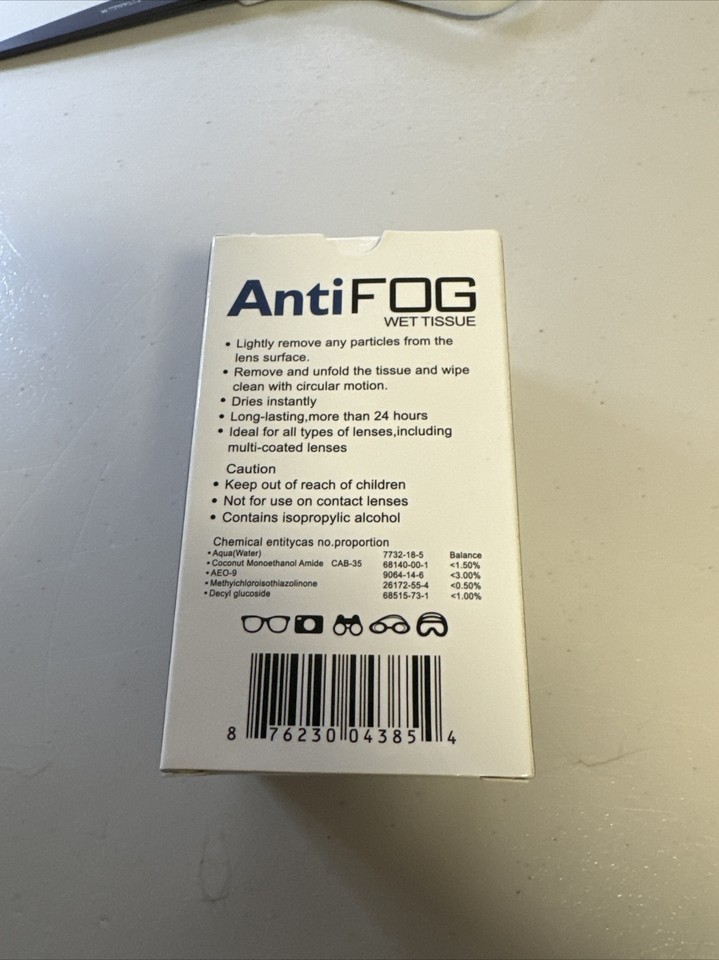 AntiFOG
WET TISSUE
• Lightly remove any particles from the
lens surface.
• Remove and unfold the tissue and wipe
clean with circular motion.
• Dries instantly
• Long-lasting,more than 24 hours
• Ideal for all types of lenses,including
multi-coated lenses
Caution
• Keep out of reach of children
• Not for use on contact lenses
• Contains isopropylic alcohol
Chemical entitycas no.proportion
• Aqua(Water) 7732-18-5 Balance
• Coconut Monoethanol Amide CAB-35 68140-00-1 <1.50%
• AEO-9 9064-14-6 <3.00%
• Methyichloroisothiazolinone 26172-55-4 <0.50%
• Decyl glucoside 68515-73-1 <1.00%
8 76230 04385 4